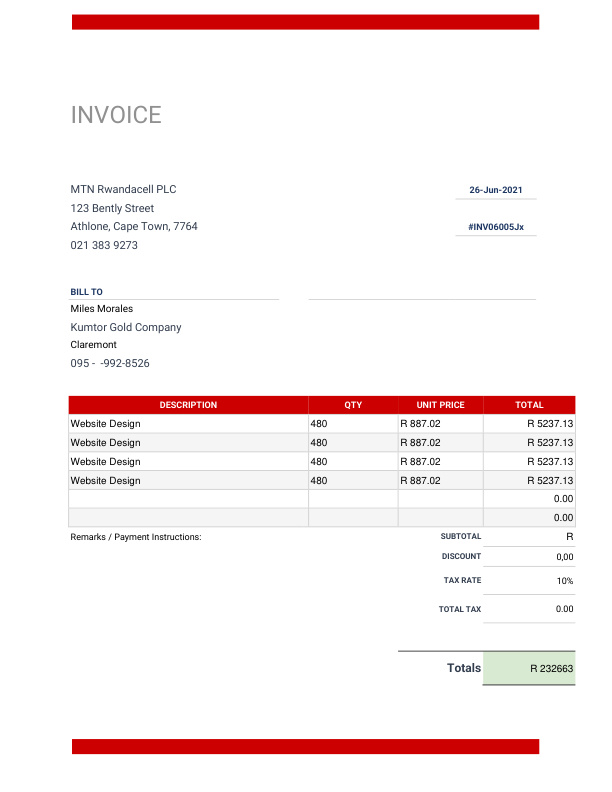 INVOICE
MTN Rwandacell PLC
26-Jun-2021
123 Bently Street
Athlone, Cape Town, 7764
#INV06005Jx
021 383 9273
BILL TO
Miles Morales
Kumtor Gold Company
Claremont
095 -  -992-8526
DESCRIPTION QTY UNIT PRICE TOTAL
Website Design 480 R 887.02 R 5237.13
Website Design 480 R 887.02 R 5237.13
Website Design 480 R 887.02 R 5237.13
Website Design 480 R 887.02 R 5237.13
0.00
0.00
Remarks / Payment Instructions: SUBTOTAL R
DISCOUNT 0,00
TAX RATE 10%
TOTAL TAX 0.00
Totals R 232663